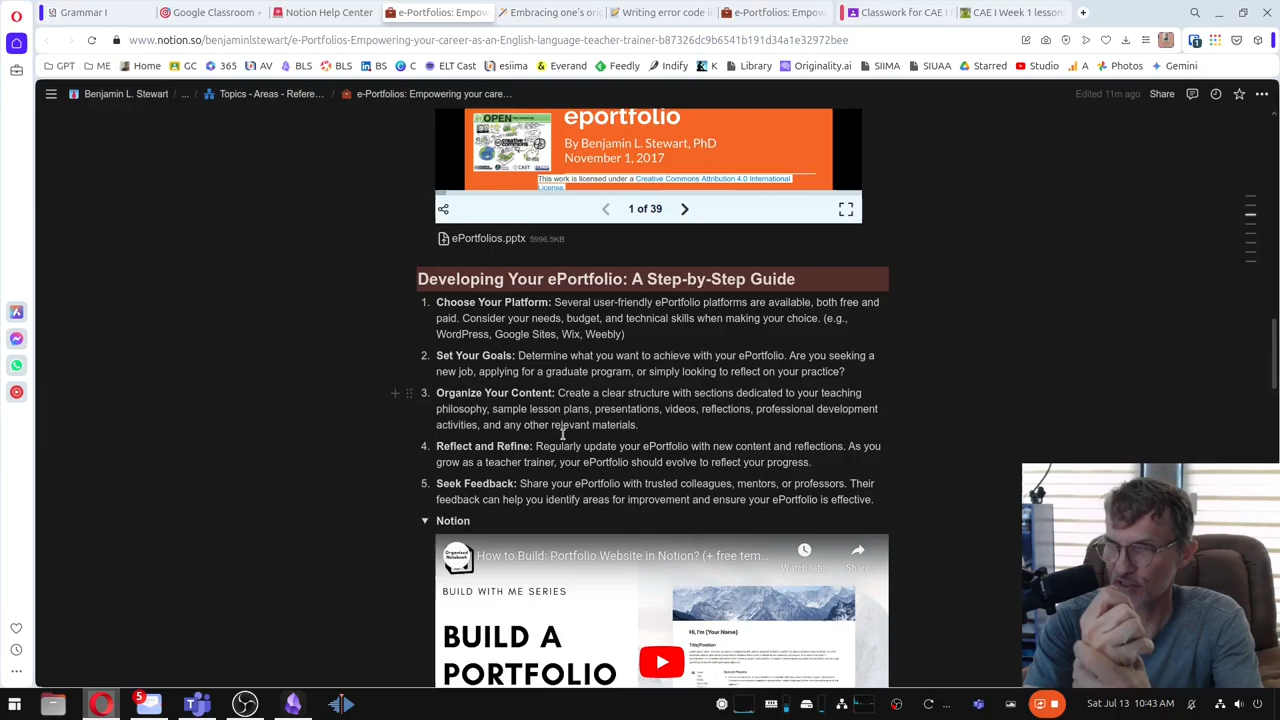 Grammar I
Google Classroom
Notion Help Center
e-Portfolios: Empow
Embracing one's ori
Writing error code li
e-Portfolios: Empow
Classwork for CAE I
CAE I Week 1 lesson
www.notion.so/benjaminlstewart/e-Portfolios-Empowering-your-career-as-an-English-language-teacher-trainer-b87326dc9b6541b191d34a1e32972bee
GPT ME Home GC 365 AV BLS BLS BS C ELT Cast esiima Everand Feedly Indify K Library Originality.ai SIIMA SIUAA Starred Studio A Photos Gemini
Benjamin L. Stewart / ... / Topics - Areas - Refere... / e-Portfolios: Empowering your care...
Edited 11m ago Share
eportfolio
OPEN
creative commons
CAST
By Benjamin L. Stewart, PhD
November 1, 2017
This work is licensed under a Creative Commons Attribution 4.0 International
License.
1 of 39
ePortfolios.pptx 5996.5KB
Developing Your ePortfolio: A Step-by-Step Guide
1. Choose Your Platform: Several user-friendly ePortfolio platforms are available, both free and
paid. Consider your needs, budget, and technical skills when making your choice. (e.g.,
WordPress, Google Sites, Wix, Weebly)
2. Set Your Goals: Determine what you want to achieve with your ePortfolio. Are you seeking a
new job, applying for a graduate program, or simply looking to reflect on your practice?
3. Organize Your Content: Create a clear structure with sections dedicated to your teaching
philosophy, sample lesson plans, presentations, videos, reflections, professional development
activities, and any other relevant materials.
4. Reflect and Refine: Regularly update your ePortfolio with new content and reflections. As you
grow as a teacher trainer, your ePortfolio should evolve to reflect your progress.
5. Seek Feedback: Share your ePortfolio with trusted colleagues, mentors, or professors. Their
feedback can help you identify areas for improvement and ensure your ePortfolio is effective.
Notion
Organized Notebook
How to Build: Portfolio Website in Notion? (+ free tem...
Watch later
Share
BUILD WITH ME SERIES
BUILD A
PORTFOLIO
Hi, I'm [Your Name]
Title/Position
Sat Jul 13 10:43 AM